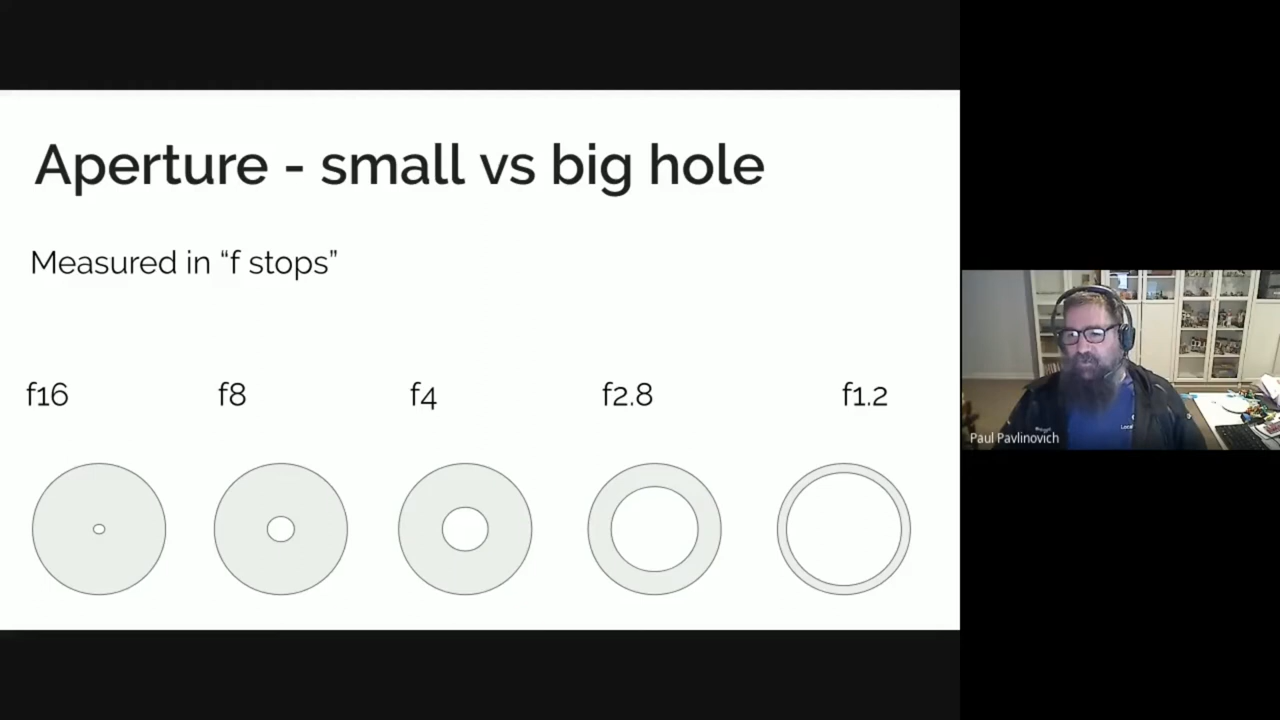 Aperture - small vs big hole
Measured in “f stops”
f16 f8 f4 f2.8 f1.2
Paul Pavlinovich